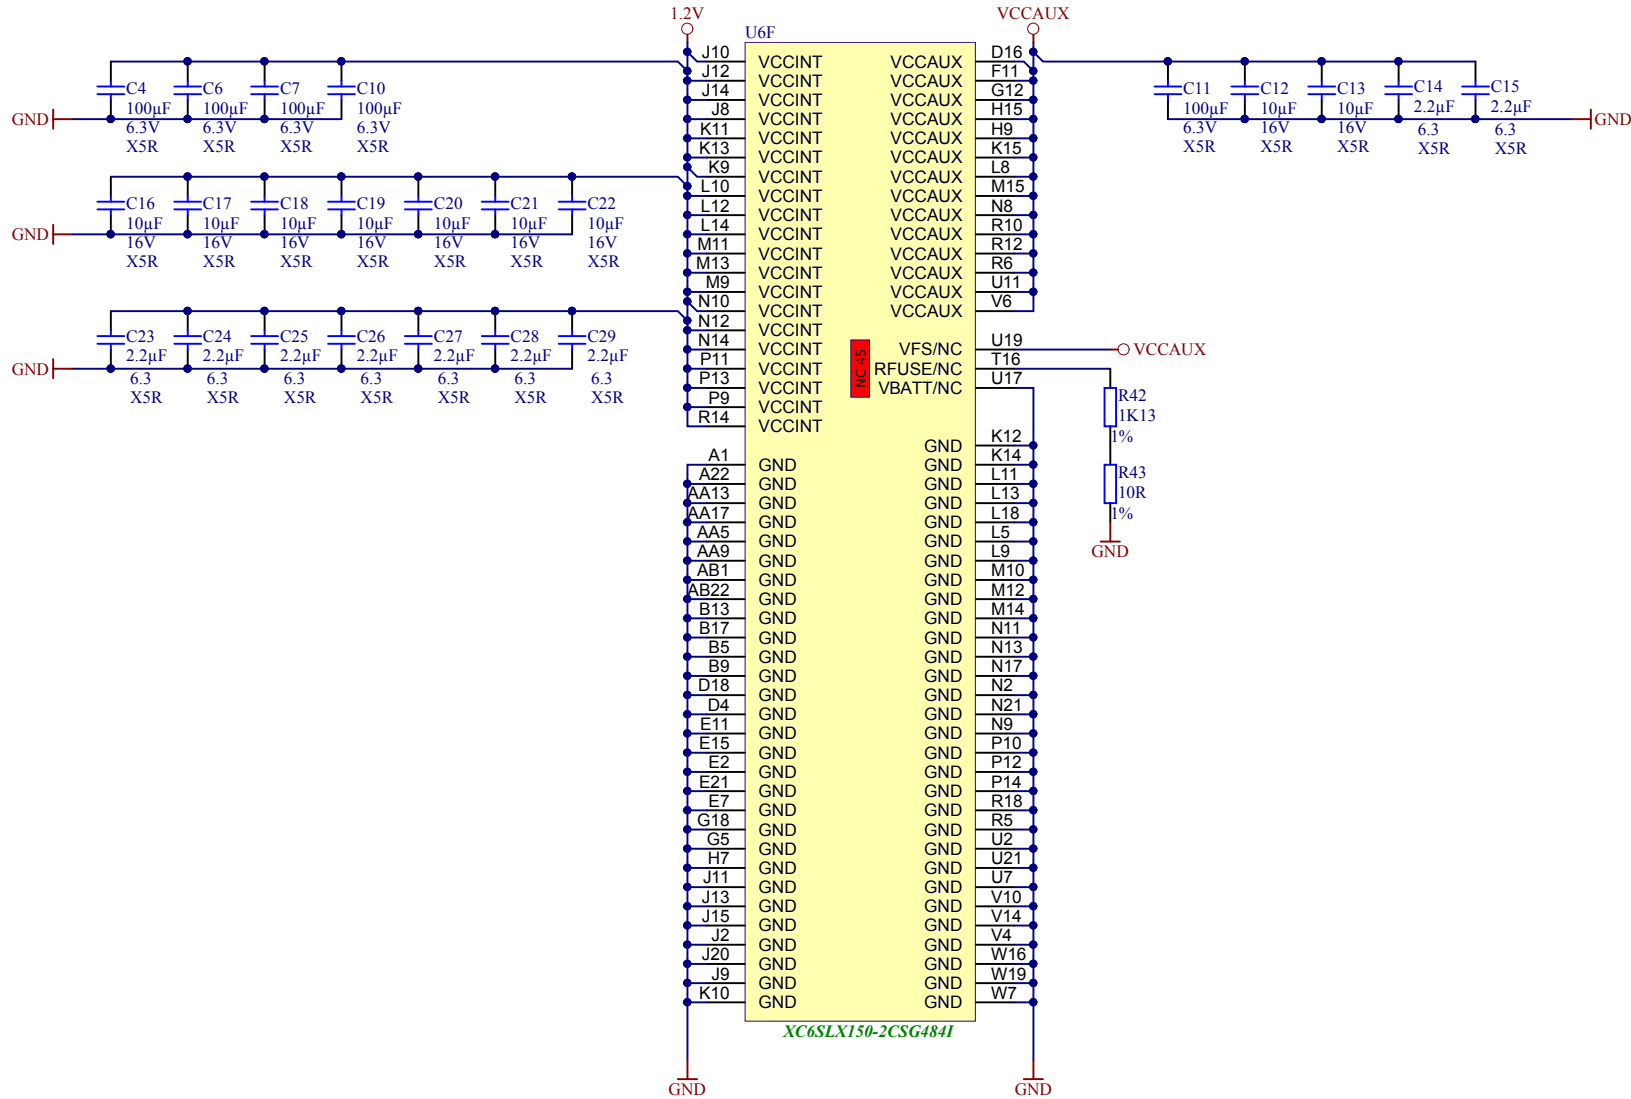 1.2V
VCCAUX
U6F
C4
100µF
6.3V
X5R
C6
100µF
6.3V
X5R
C7
100µF
6.3V
X5R
C10
100µF
6.3V
X5R
GND
C16
10µF
16V
X5R
C17
10µF
16V
X5R
C18
10µF
16V
X5R
C19
10µF
16V
X5R
C20
10µF
16V
X5R
C21
10µF
16V
X5R
C22
10µF
16V
X5R
GND
C23
2.2µF
6.3
X5R
C24
2.2µF
6.3
X5R
C25
2.2µF
6.3
X5R
C26
2.2µF
6.3
X5R
C27
2.2µF
6.3
X5R
C28
2.2µF
6.3
X5R
C29
2.2µF
6.3
X5R
GND
J10 VCCINT
J12 VCCINT
J14 VCCINT
J8 VCCINT
K11 VCCINT
K13 VCCINT
K9 VCCINT
L10 VCCINT
L12 VCCINT
L14 VCCINT
M11 VCCINT
M13 VCCINT
M9 VCCINT
N10 VCCINT
N12 VCCINT
N14 VCCINT
P11 VCCINT
P13 VCCINT
P9 VCCINT
R14 VCCINT
A1 GND
A22 GND
AA13 GND
AA17 GND
AA5 GND
AA9 GND
AB1 GND
AB22 GND
B13 GND
B17 GND
B5 GND
B9 GND
D18 GND
D4 GND
E11 GND
E15 GND
E2 GND
E21 GND
E7 GND
G18 GND
G5 GND
H7 GND
J11 GND
J13 GND
J15 GND
J2 GND
J20 GND
J9 GND
K10 GND
GND
VCCAUX D16
VCCAUX F11
VCCAUX G12
VCCAUX H15
VCCAUX H9
VCCAUX K15
VCCAUX L8
VCCAUX M15
VCCAUX N8
VCCAUX R10
VCCAUX R12
VCCAUX R6
VCCAUX U11
VCCAUX V6
NC 45
VFS/NC U19 VCCAUX
RFUSE/NC T16
VBATT/NC U17
GND K12
GND K14
GND L11
GND L13
GND L18
GND L5
GND L9
GND M10
GND M12
GND M14
GND N11
GND N13
GND N17
GND N2
GND N21
GND N9
GND P10
GND P12
GND P14
GND R18
GND R5
GND U2
GND U21
GND U7
GND V10
GND V14
GND V4
GND W16
GND W19
GND W7
GND
XC6SLX150-2CSG484I
C11
100µF
6.3V
X5R
C12
10µF
16V
X5R
C13
10µF
16V
X5R
C14
2.2µF
6.3
X5R
C15
2.2µF
6.3
X5R
GND
R42
1K13
1%
R43
10R
1%
GND